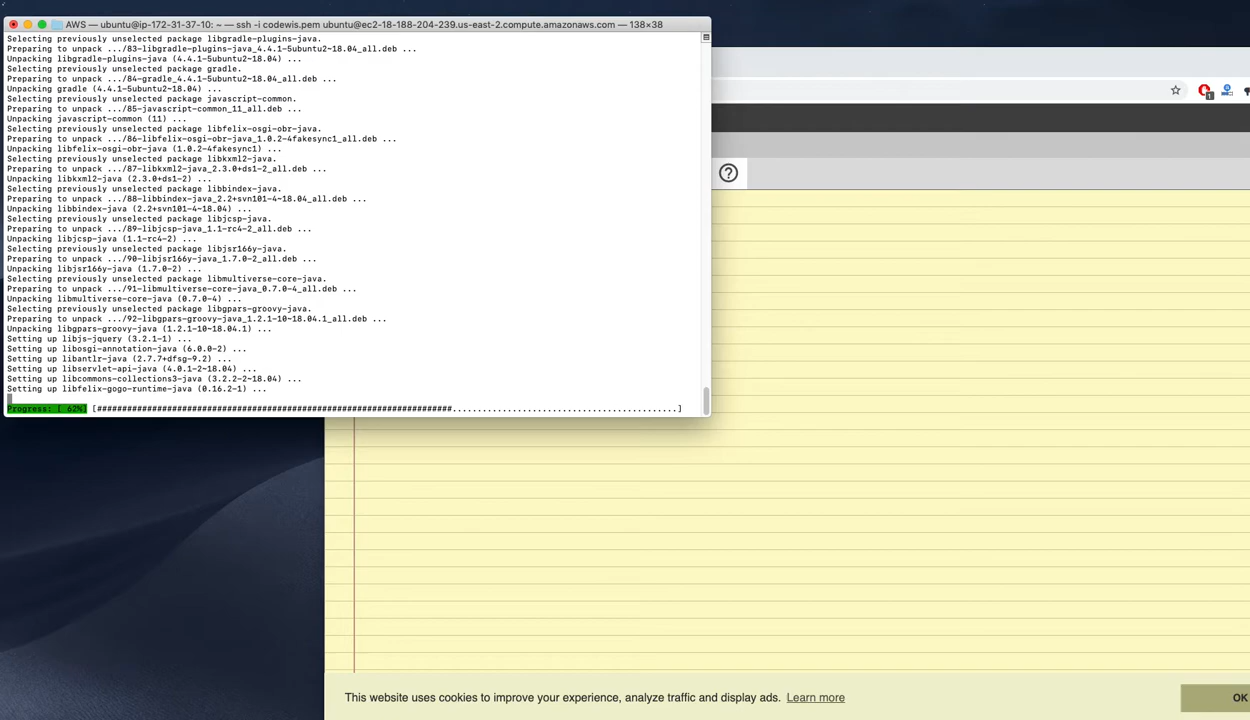 AWS — ubuntu@ip-172-31-37-10: ~ — ssh -i codewis.pem ubuntu@ec2-18-188-204-239.us-east-2.compute.amazonaws.com — 138×38
Selecting previously unselected package libgradle-plugins-java.
Preparing to unpack .../83-libgradle-plugins-java_4.4.1-5ubuntu2~18.04_all.deb ...
Unpacking libgradle-plugins-java (4.4.1-5ubuntu2~18.04) ...
Selecting previously unselected package gradle.
Preparing to unpack .../84-gradle_4.4.1-5ubuntu2~18.04_all.deb ...
Unpacking gradle (4.4.1-5ubuntu2~18.04) ...
Selecting previously unselected package javascript-common.
Preparing to unpack .../85-javascript-common_11_all.deb ...
Unpacking javascript-common (11) ...
Selecting previously unselected package libfelix-osgi-obr-java.
Preparing to unpack .../86-libfelix-osgi-obr-java_1.0.2-4fakesync1_all.deb ...
Unpacking libfelix-osgi-obr-java (1.0.2-4fakesync1) ...
Selecting previously unselected package libkxml2-java.
Preparing to unpack .../87-libkxml2-java_2.3.0+ds1-2_all.deb ...
Unpacking libkxml2-java (2.3.0+ds1-2) ...
Selecting previously unselected package libbindex-java.
Preparing to unpack .../88-libbindex-java_2.2+svn101-4~18.04_all.deb ...
Unpacking libbindex-java (2.2+svn101-4~18.04) ...
Selecting previously unselected package libjcsp-java.
Preparing to unpack .../89-libjcsp-java_1.1-rc4-2_all.deb ...
Unpacking libjcsp-java (1.1-rc4-2) ...
Selecting previously unselected package libjsr166y-java.
Preparing to unpack .../90-libjsr166y-java_1.7.0-2_all.deb ...
Unpacking libjsr166y-java (1.7.0-2) ...
Selecting previously unselected package libmultiverse-core-java.
Preparing to unpack .../91-libmultiverse-core-java_0.7.0-4_all.deb ...
Unpacking libmultiverse-core-java (0.7.0-4) ...
Selecting previously unselected package libgpars-groovy-java.
Preparing to unpack .../92-libgpars-groovy-java_1.2.1-10~18.04.1_all.deb ...
Unpacking libgpars-groovy-java (1.2.1-10~18.04.1) ...
Setting up libjs-jquery (3.2.1-1) ...
Setting up libosgi-annotation-java (6.0.0-2) ...
Setting up libantlr-java (2.7.7+dfsg-9.2) ...
Setting up libservlet-api-java (4.0.1-2~18.04) ...
Setting up libcommons-collections3-java (3.2.2-2~18.04) ...
Setting up libfelix-gogo-runtime-java (0.16.2-1) ...
Progress: [ 62%] [#######################################################################.............................................]
1
?
This website uses cookies to improve your experience, analyze traffic and display ads. Learn more
OK